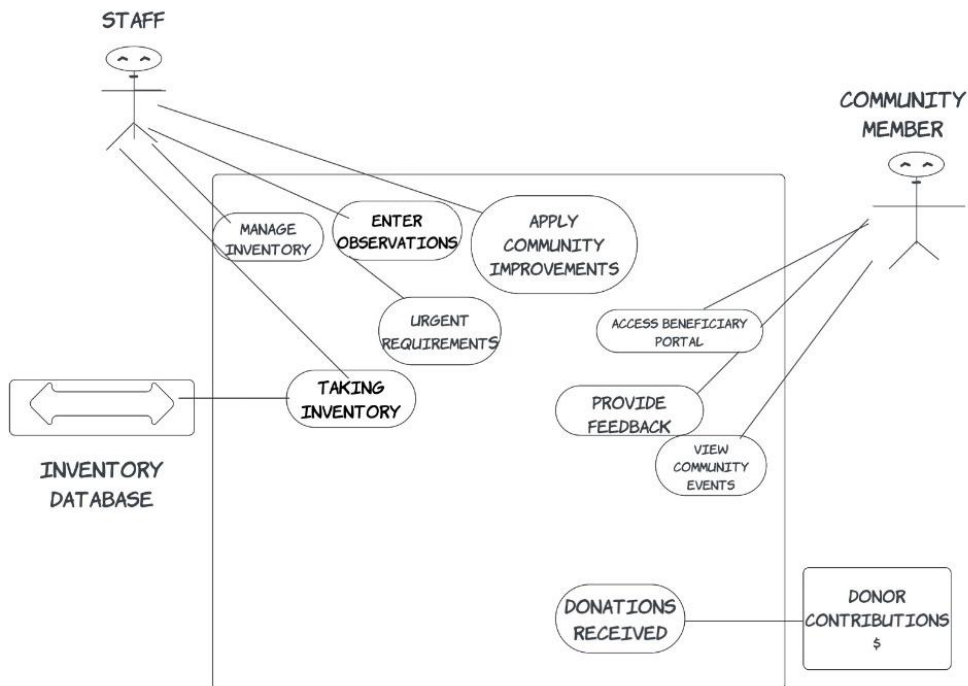 STAFF
COMMUNITY
MEMBER
MANAGE
INVENTORY
ENTER
OBSERVATIONS
APPLY
COMMUNITY
IMPROVEMENTS
URGENT
REQUIREMENTS
ACCESS BENEFICIARY
PORTAL
TAKING
INVENTORY
PROVIDE
FEEDBACK
VIEW
COMMUNITY
EVENTS
INVENTORY
DATABASE
DONATIONS
RECEIVED
DONOR
CONTRIBUTIONS
$